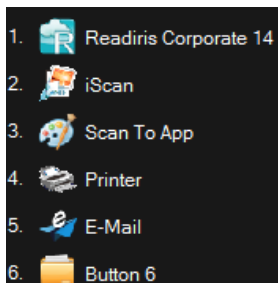 1. Readiris Corporate 14
2. iScan
3. Scan To App
4. Printer
5. E-Mail
6. Button 6